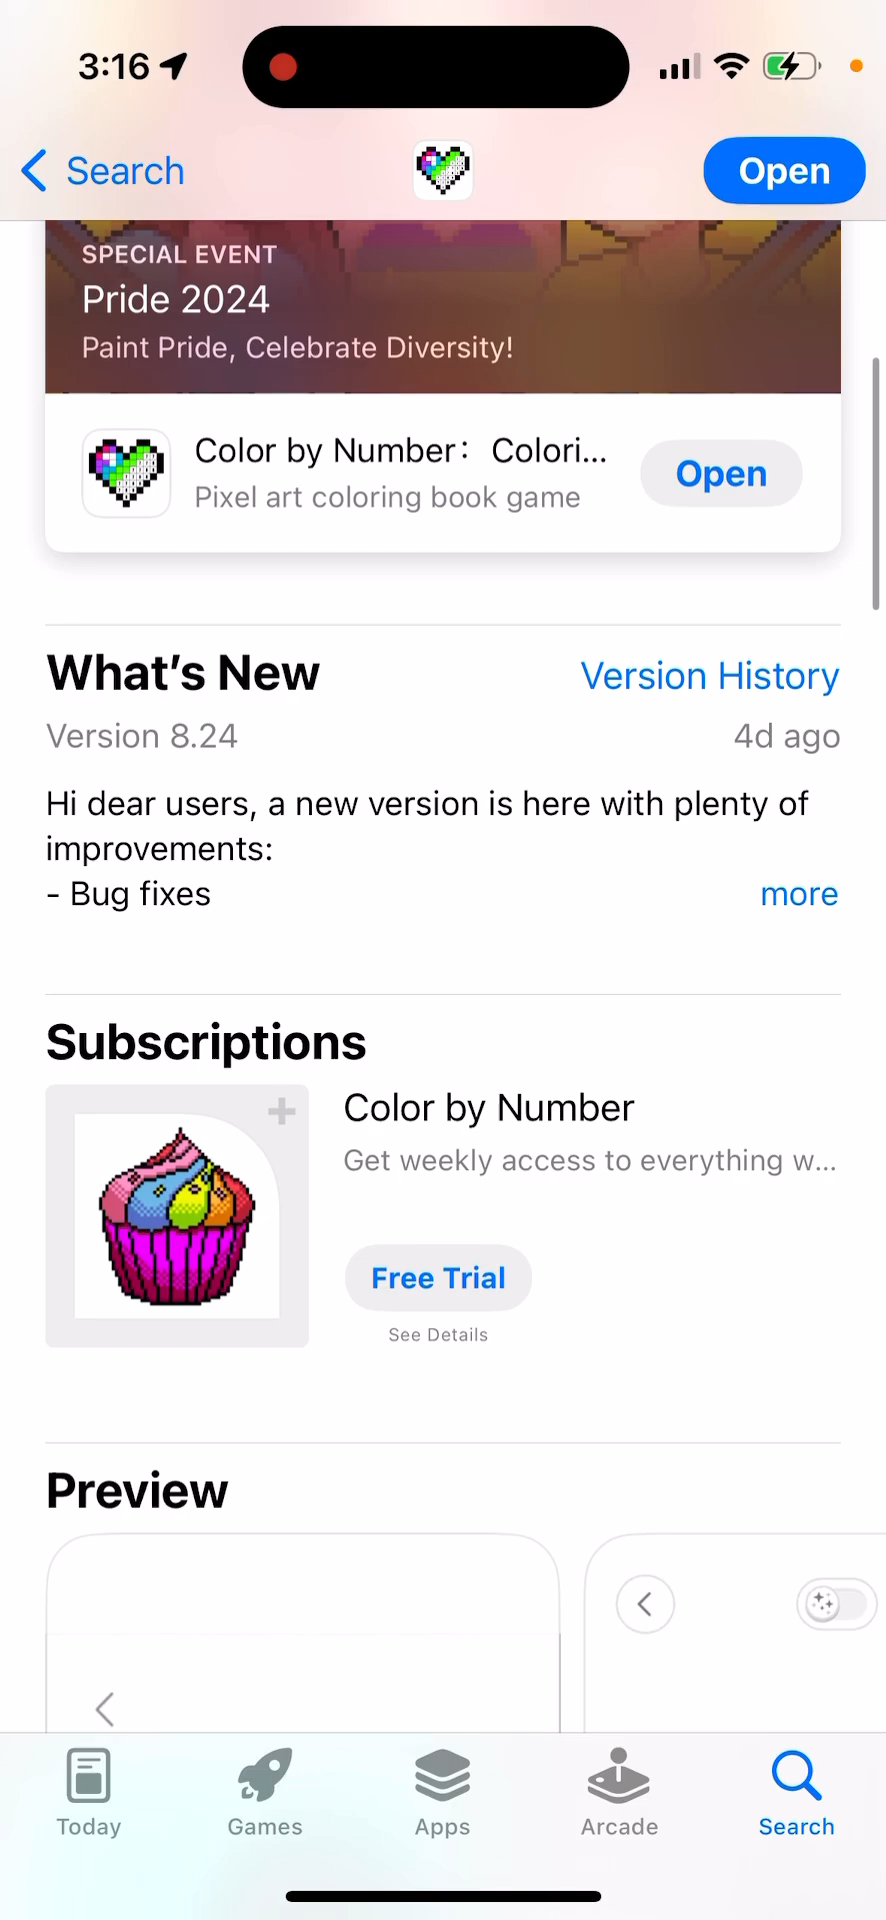 3:16
Search
Open
SPECIAL EVENT
Pride 2024
Paint Pride, Celebrate Diversity!
Color by Number： Colori...
Pixel art coloring book game
Open
What's New
Version History
Version 8.24
4d ago
Hi dear users, a new version is here with plenty of
improvements:
- Bug fixes
more
Subscriptions
Color by Number
Get weekly access to everything w...
Free Trial
See Details
Preview
Today
Games
Apps
Arcade
Search